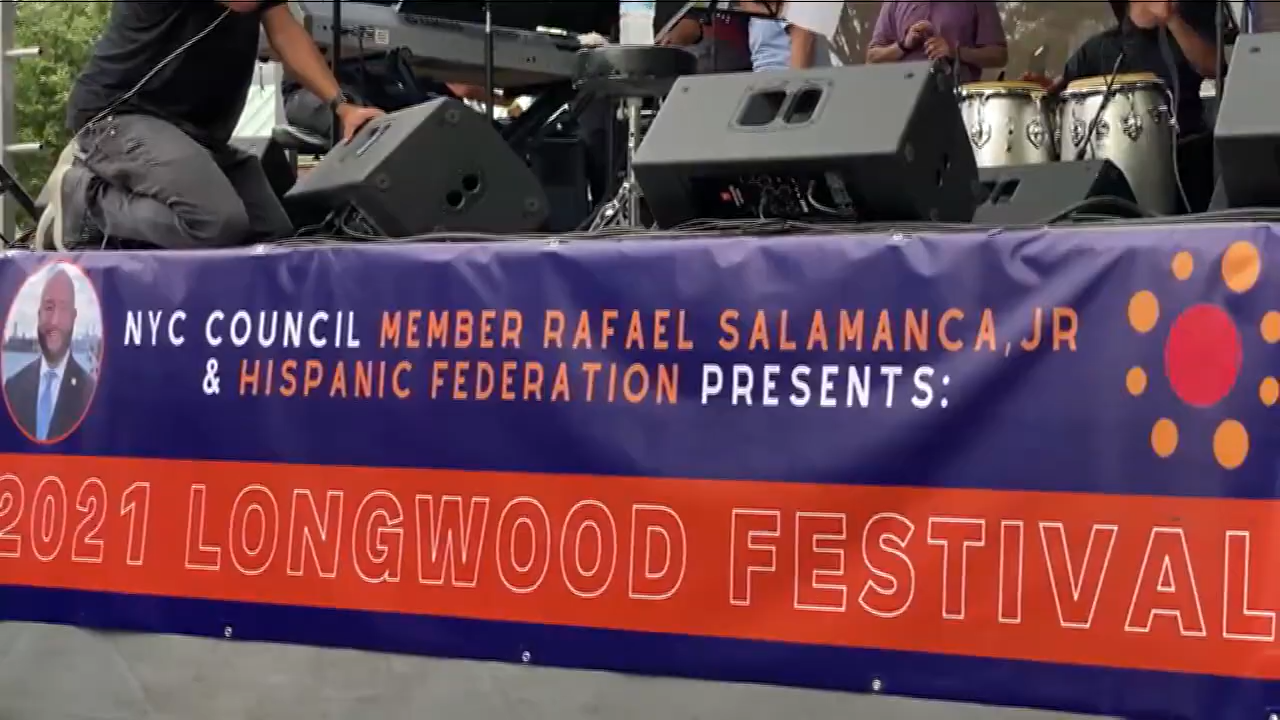 NYC COUNCIL MEMBER RAFAEL SALAMANCA, JR
& HISPANIC FEDERATION PRESENTS:
2021 LONGWOOD FESTIVAL